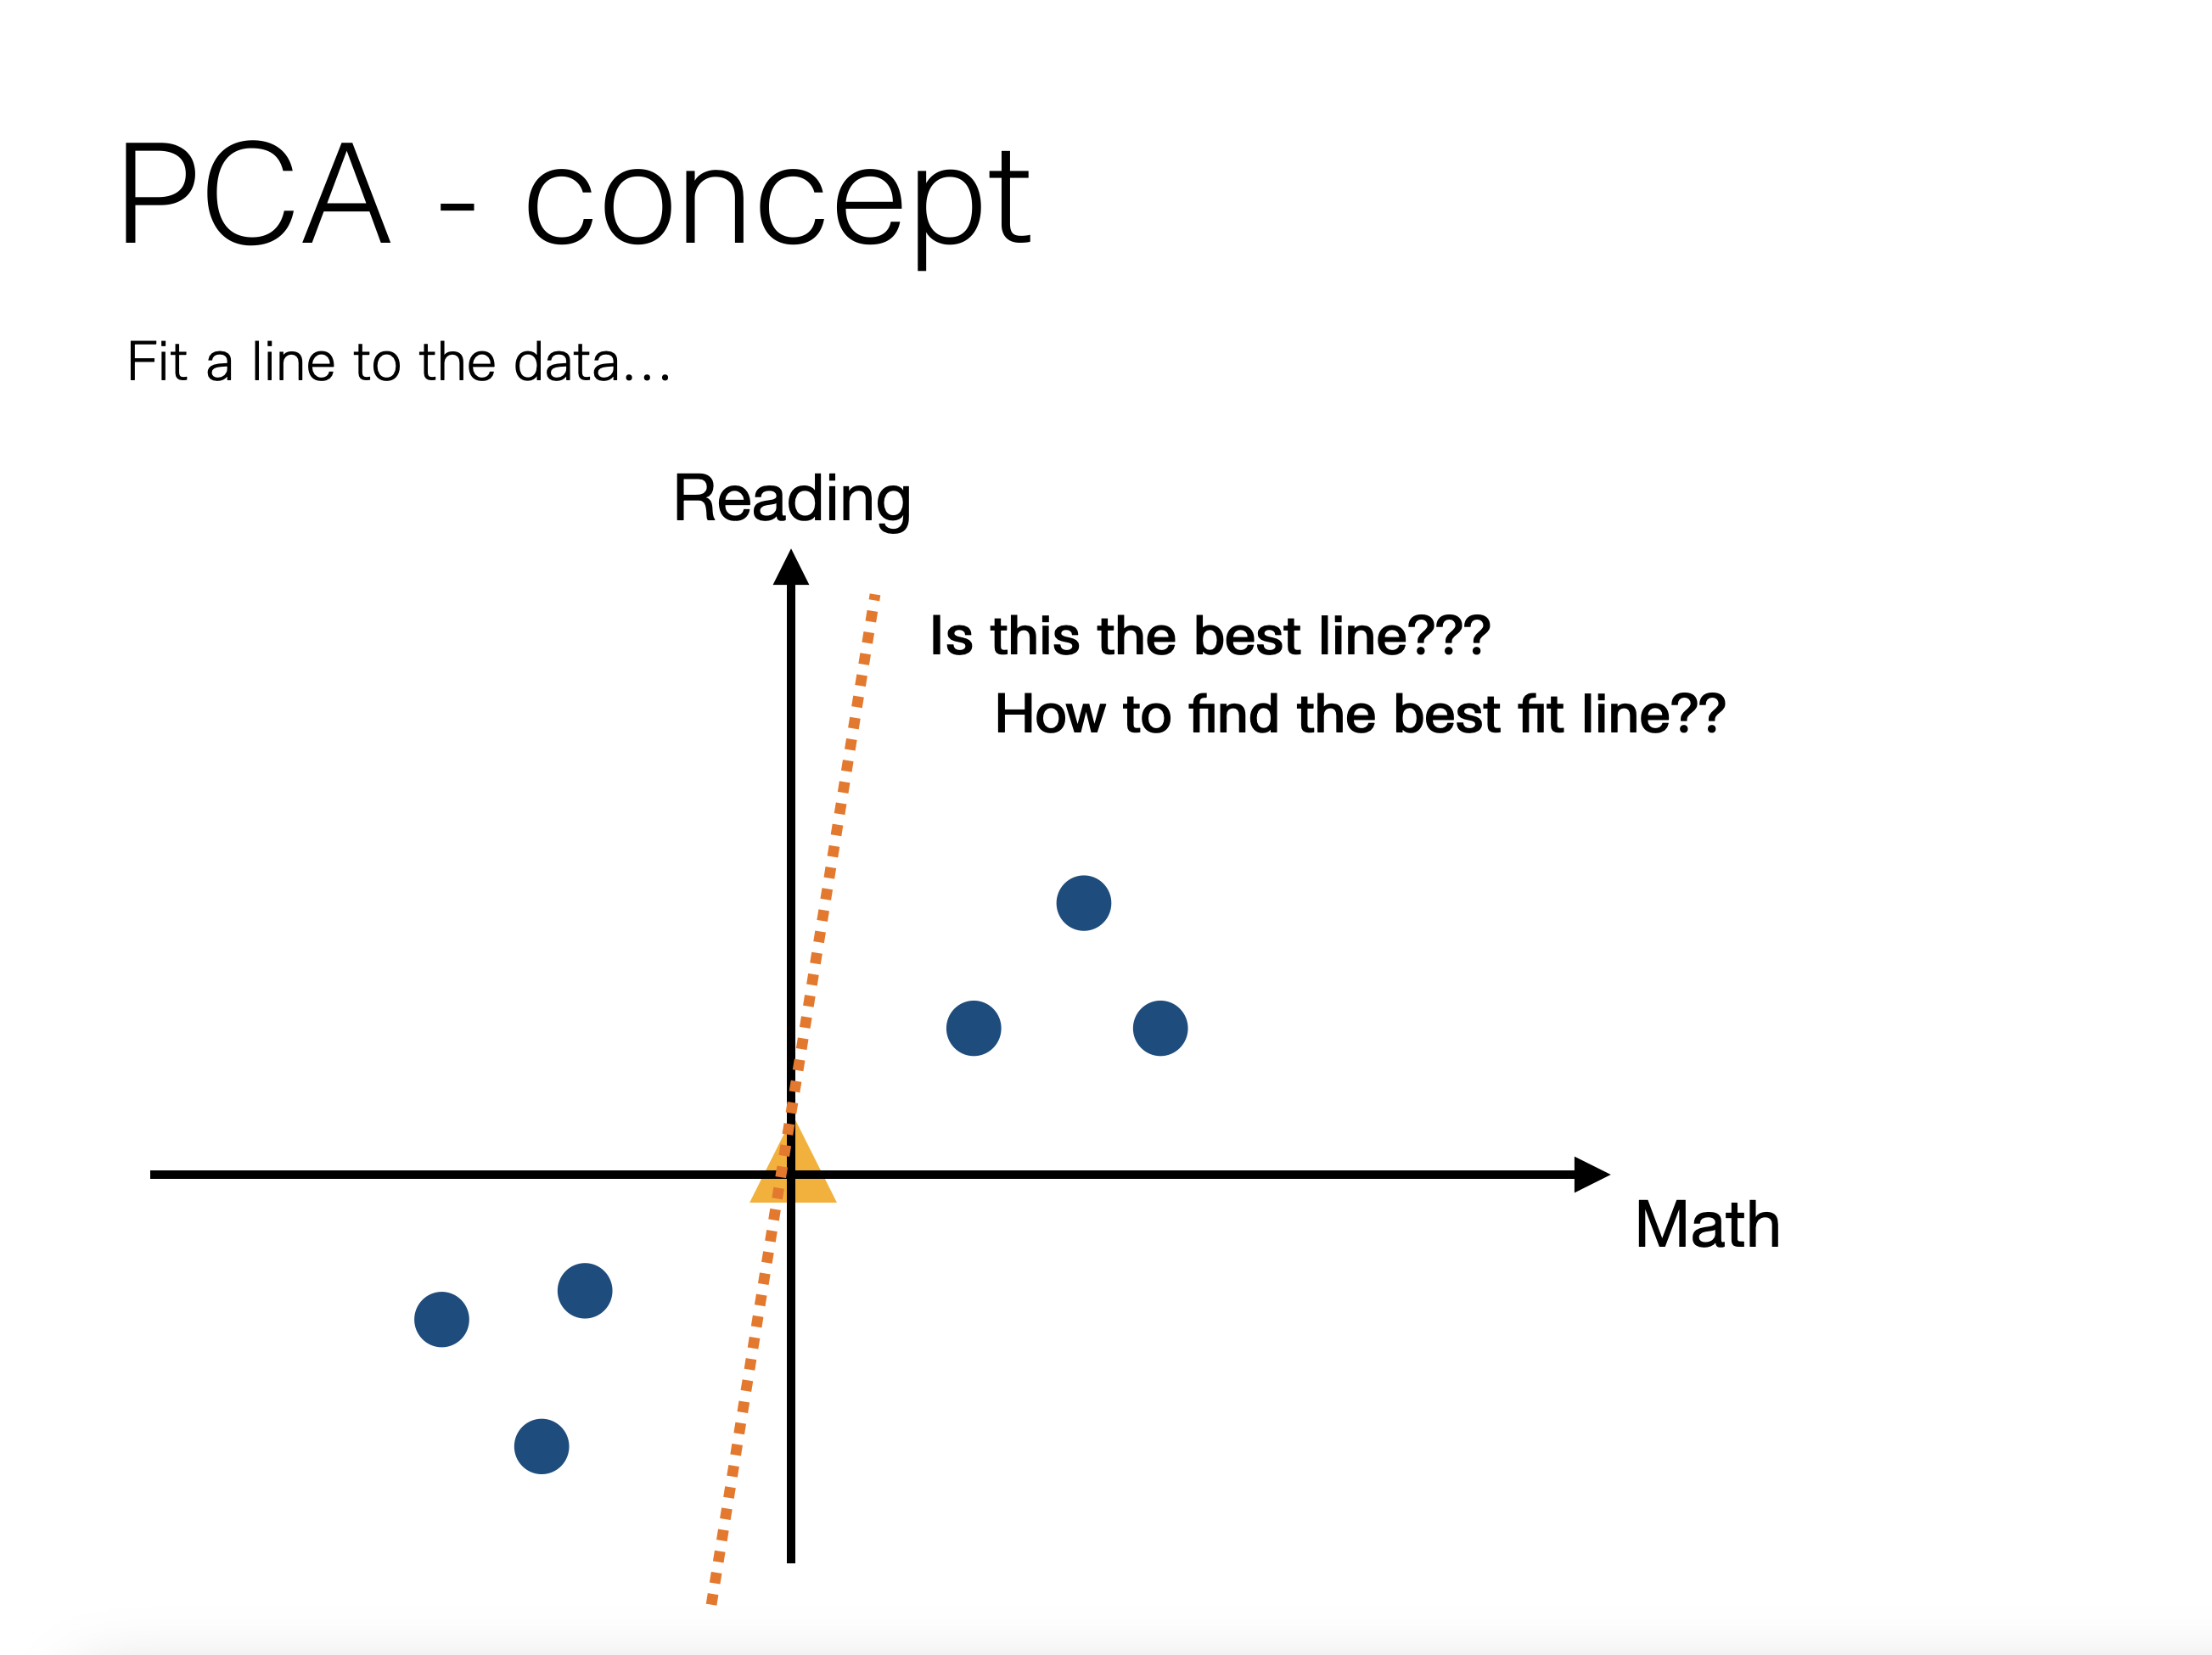 PCA - concept
Fit a line to the data...
Reading
Is this the best line???
How to find the best fit line??
Math